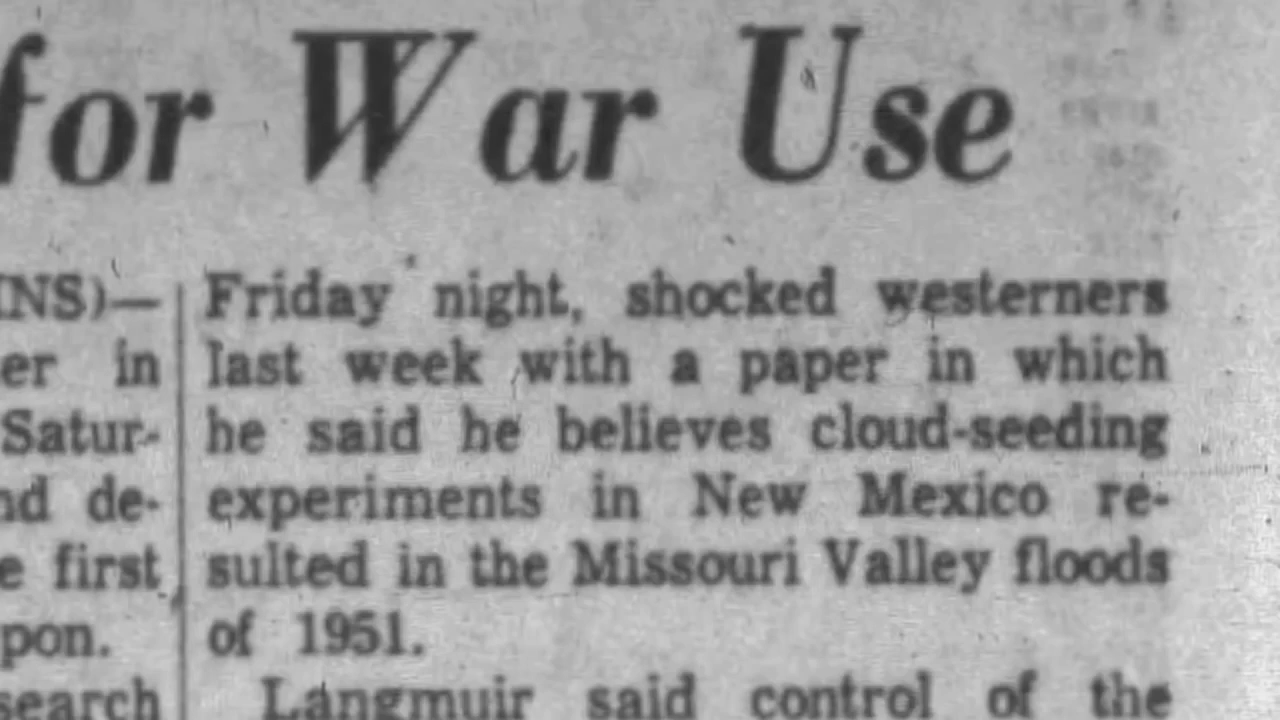 for War Use
INS)—
er in
Satur-
nd de-
e first
pon.
search
Friday night, shocked westerners
last week with a paper in which
he said he believes cloud-seeding
experiments in New Mexico re-
sulted in the Missouri Valley floods
of 1951.
Langmuir said control of the